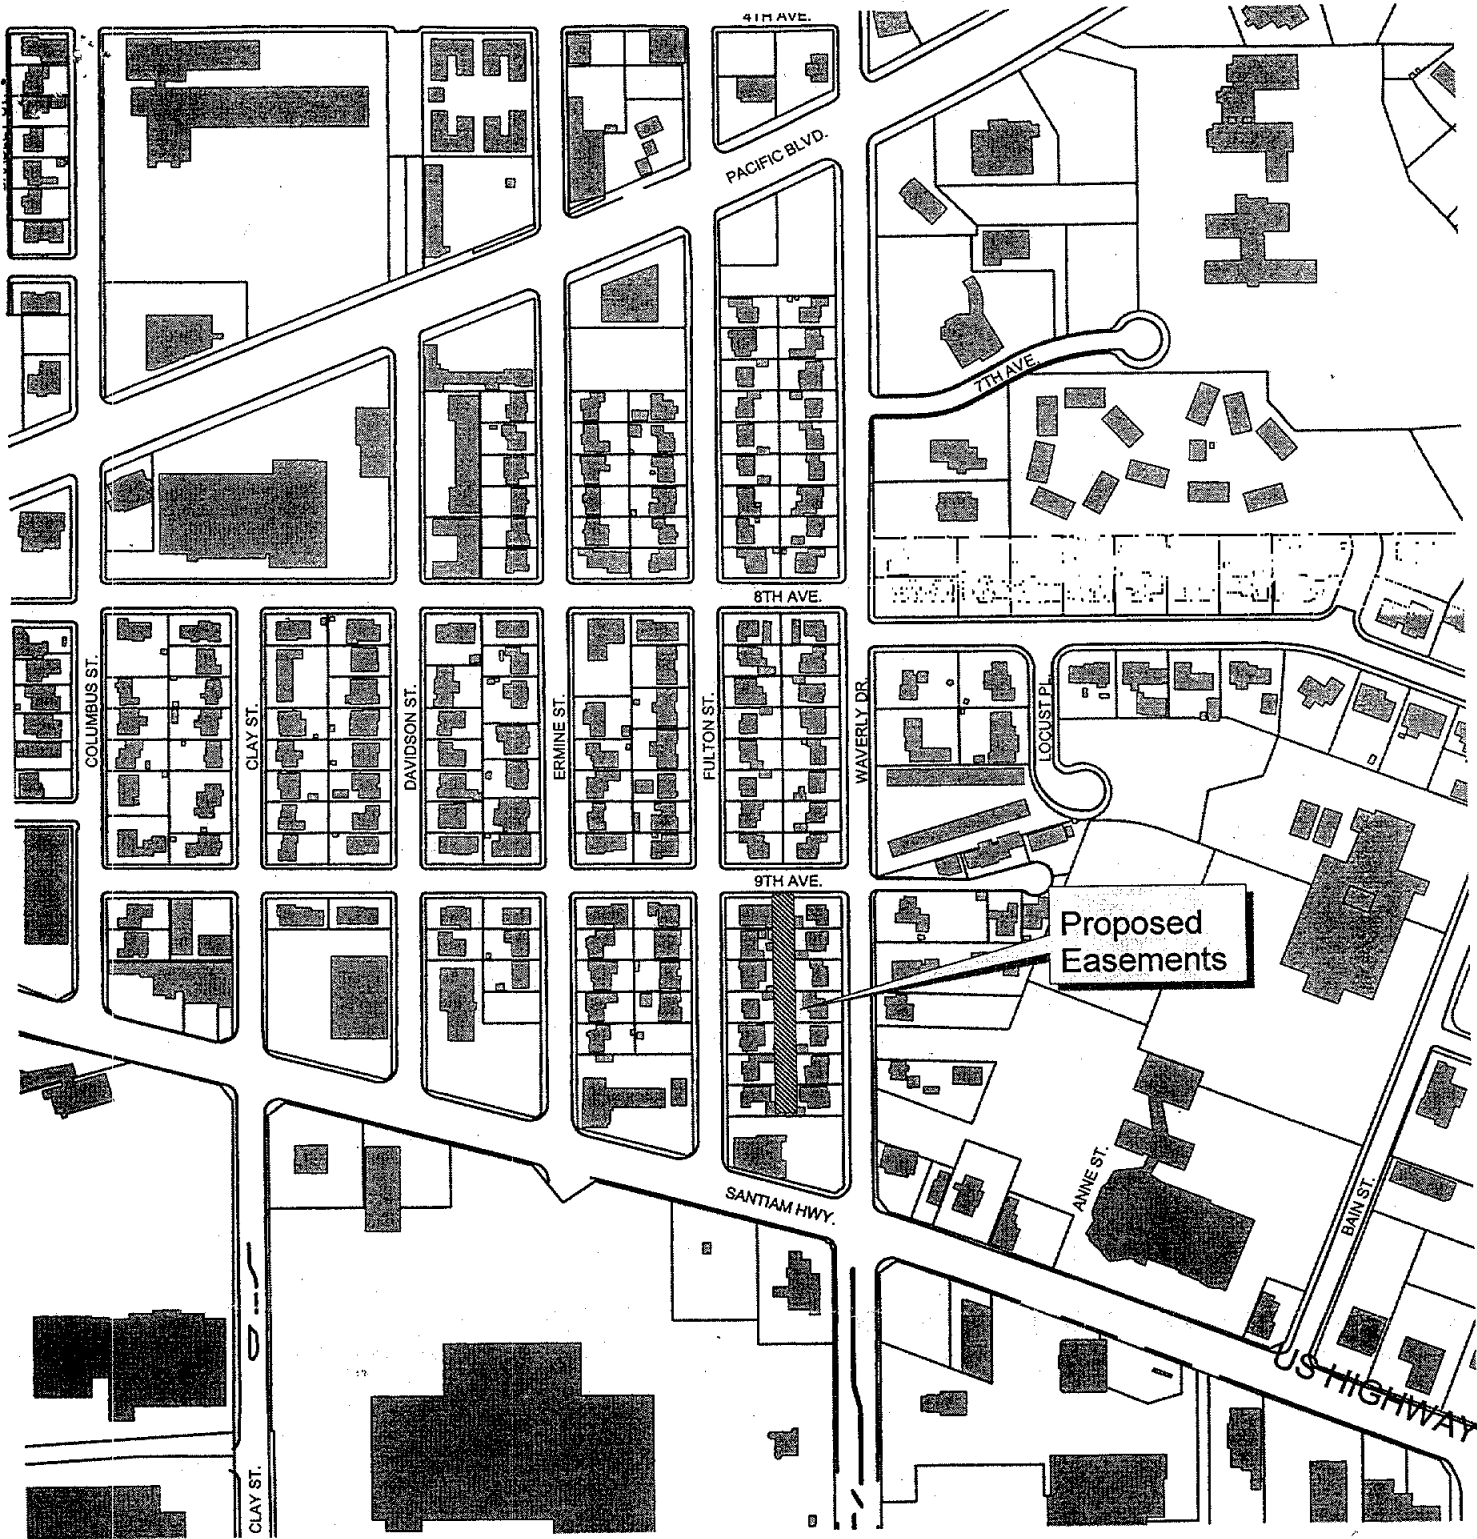 4TH AVE.
PACIFIC BLVD.
7TH AVE.
8TH AVE.
COLUMBUS ST.
CLAY ST.
DAVIDSON ST.
ERMINE ST.
FULTON ST.
WAVERLY DR.
LOCUST PL.
9TH AVE.
Proposed
Easements
SANTIAM HWY.
ANNE ST.
BAIN ST.
US HIGHWAY
CLAY ST.